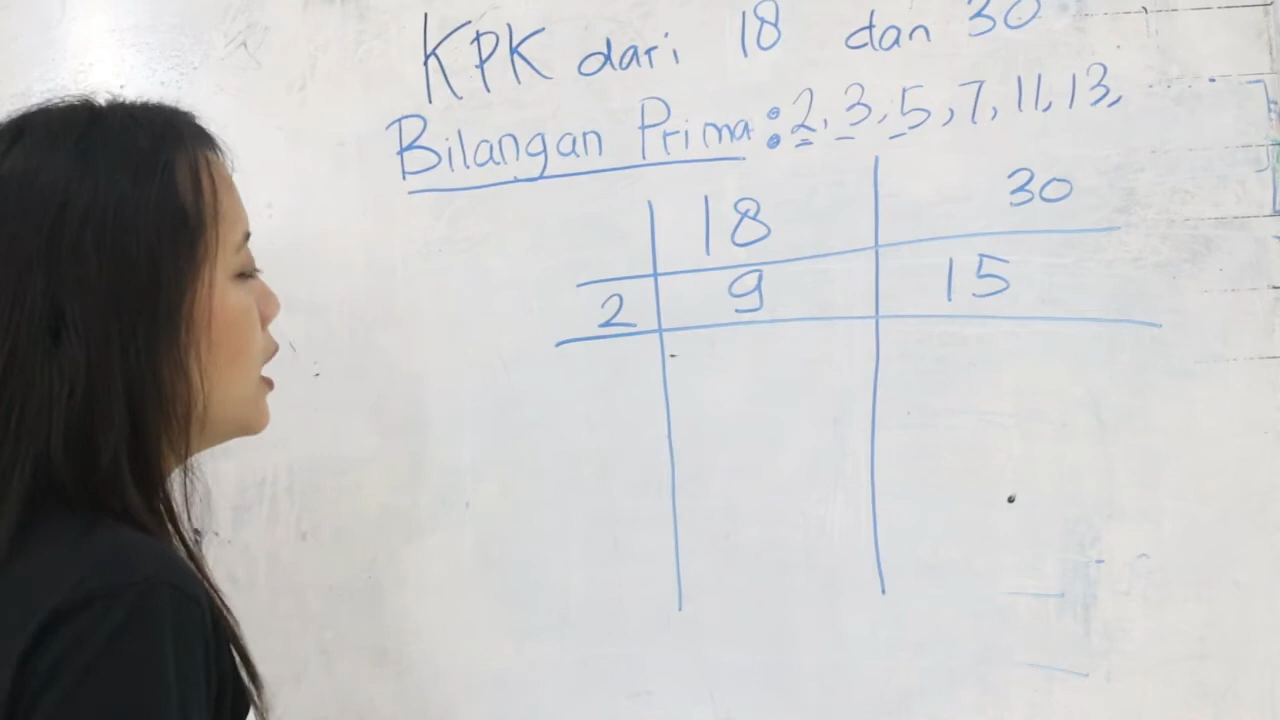 KPK dari 18 dan 30
Bilangan Prima: 2, 3, 5, 7, 11, 13,
18 30
2 9 15